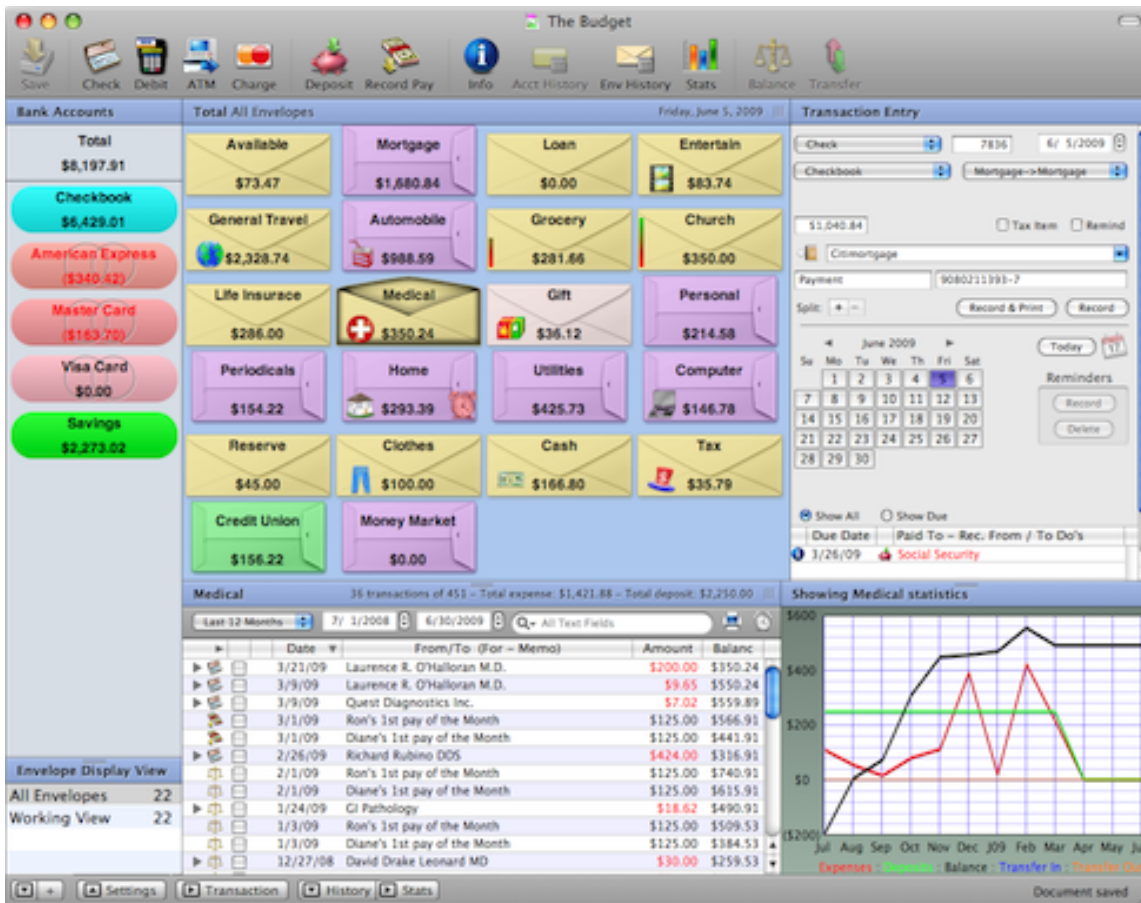 The Budget
Save Check Debit ATM Charge Deposit Record Pay Info Acct History Env History Stats Balance Transfer
Bank Accounts
Total
$8,197.91
Checkbook
$6,429.01
American Express
($340.42)
Master Card
($163.70)
Visa Card
$0.00
Savings
$2,273.02
Envelope Display View
All Envelopes 22
Working View 22
Total All Envelopes Friday, June 5, 2009
Available Mortgage Loan Entertain
$73.47 $1,680.84 $0.00 $83.74
General Travel Automobile Grocery Church
$2,328.74 $988.59 $281.66 $350.00
Life Insurace Medical Gift Personal
$286.00 $350.24 $36.12 $214.58
Periodicals Home Utilities Computer
$154.22 $293.39 $425.73 $146.78
Reserve Clothes Cash Tax
$45.00 $100.00 $166.80 $35.79
Credit Union Money Market
$156.22 $0.00
Transaction Entry
Check 7836 6/ 5/2009
Checkbook Mortgage->Mortgage
$1,040.84 Tax Item Remind
Citimortgage
Payment 9080211393-7
Split: + - Record & Print Record
June 2009 Today 17
Su Mo Tu We Th Fri Sat
1 2 3 4 5 6
7 8 9 10 11 12 13
14 15 16 17 18 19 20
21 22 23 24 25 26 27
28 29 30
Reminders
Record
Delete
Show All Show Due
Due Date Paid To – Rec. From / To Do's
3/26/09 Social Security
Medical 36 transactions of 451 – Total expense: $1,421.88 – Total deposit: $2,250.00
Last 12 Months 7/ 1/2008 6/30/2009 All Text Fields
Date From/To (For – Memo) Amount Balanc
3/21/09 Laurence R. O'Halloran M.D. $200.00 $350.24
3/9/09 Laurence R. O'Halloran M.D. $9.65 $550.24
3/9/09 Quest Diagnostics Inc. $7.02 $559.89
3/1/09 Ron's 1st pay of the Month $125.00 $566.91
3/1/09 Diane's 1st pay of the Month $125.00 $441.91
2/26/09 Richard Rubino DDS $424.00 $316.91
2/1/09 Ron's 1st pay of the Month $125.00 $740.91
2/1/09 Diane's 1st pay of the Month $125.00 $615.91
1/24/09 GI Pathology $18.62 $490.91
1/3/09 Ron's 1st pay of the Month $125.00 $509.53
1/3/09 Diane's 1st pay of the Month $125.00 $384.53
12/27/08 David Drake Leonard MD $30.00 $259.53
Showing Medical statistics
$600
$400
$200
$0
($200)
Jul Aug Sep Oct Nov Dec J09 Feb Mar Apr May
Expenses : Deposits : Balance : Transfer In : Transfer
+ Settings Transaction History Stats Document saved